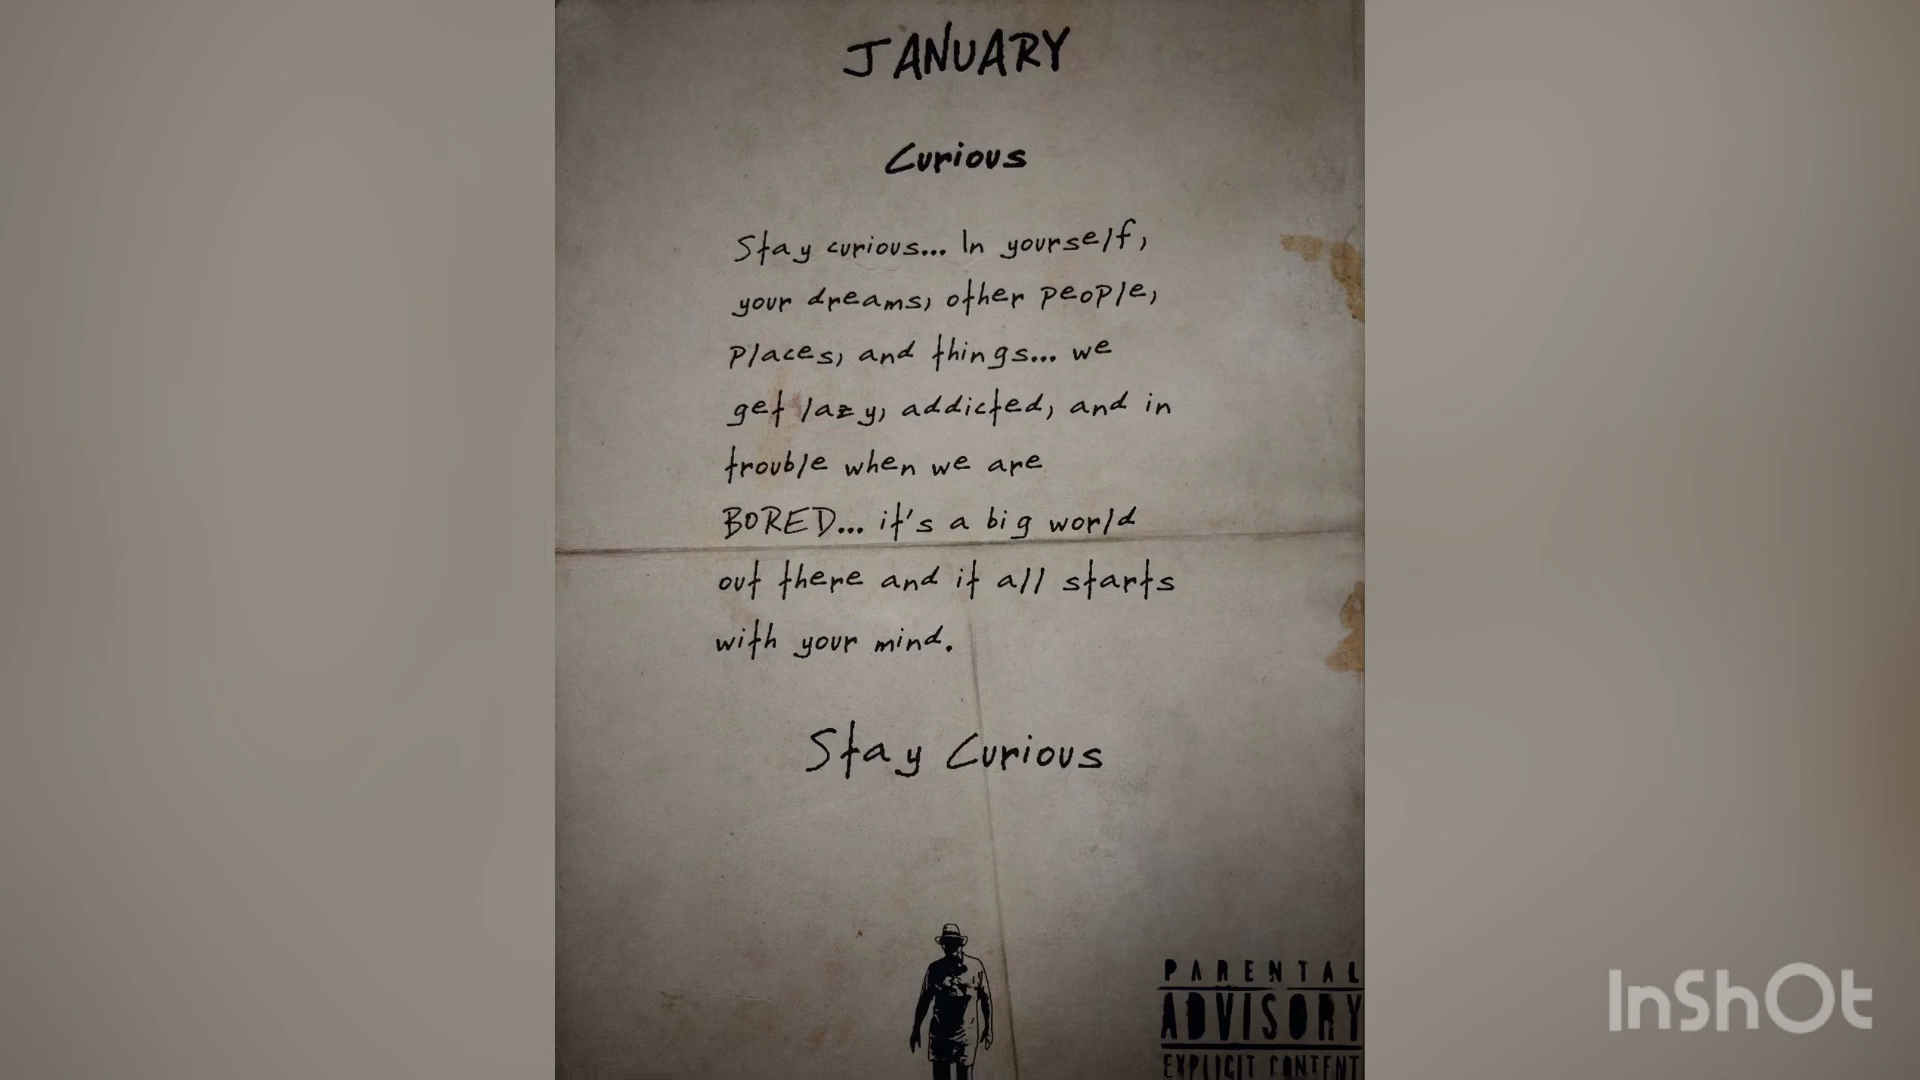 JANUARY
Curious
Stay curious... In yourself,
your dreams, other people,
places, and things... we
get lazy, addicted, and in
trouble when we are
BORED... it's a big world
out there and it all starts
with your mind.
Stay Curious
PARENTAL
ADVISORY
EXPLICIT CONTENT
InShOt